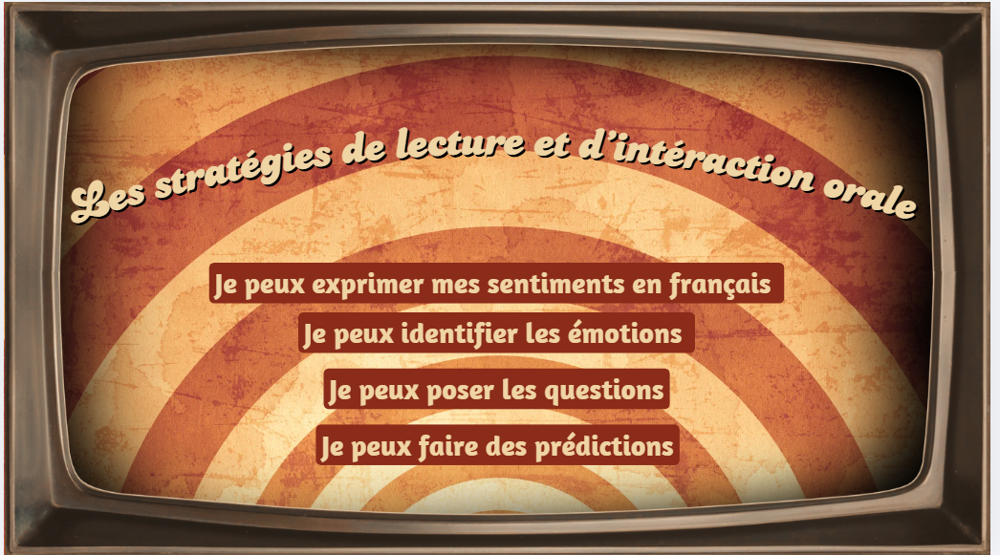 Les stratégies de lecture et d'intéraction orale
Je peux exprimer mes sentiments en français
Je peux identifier les émotions
Je peux poser les questions
Je peux faire des prédictions